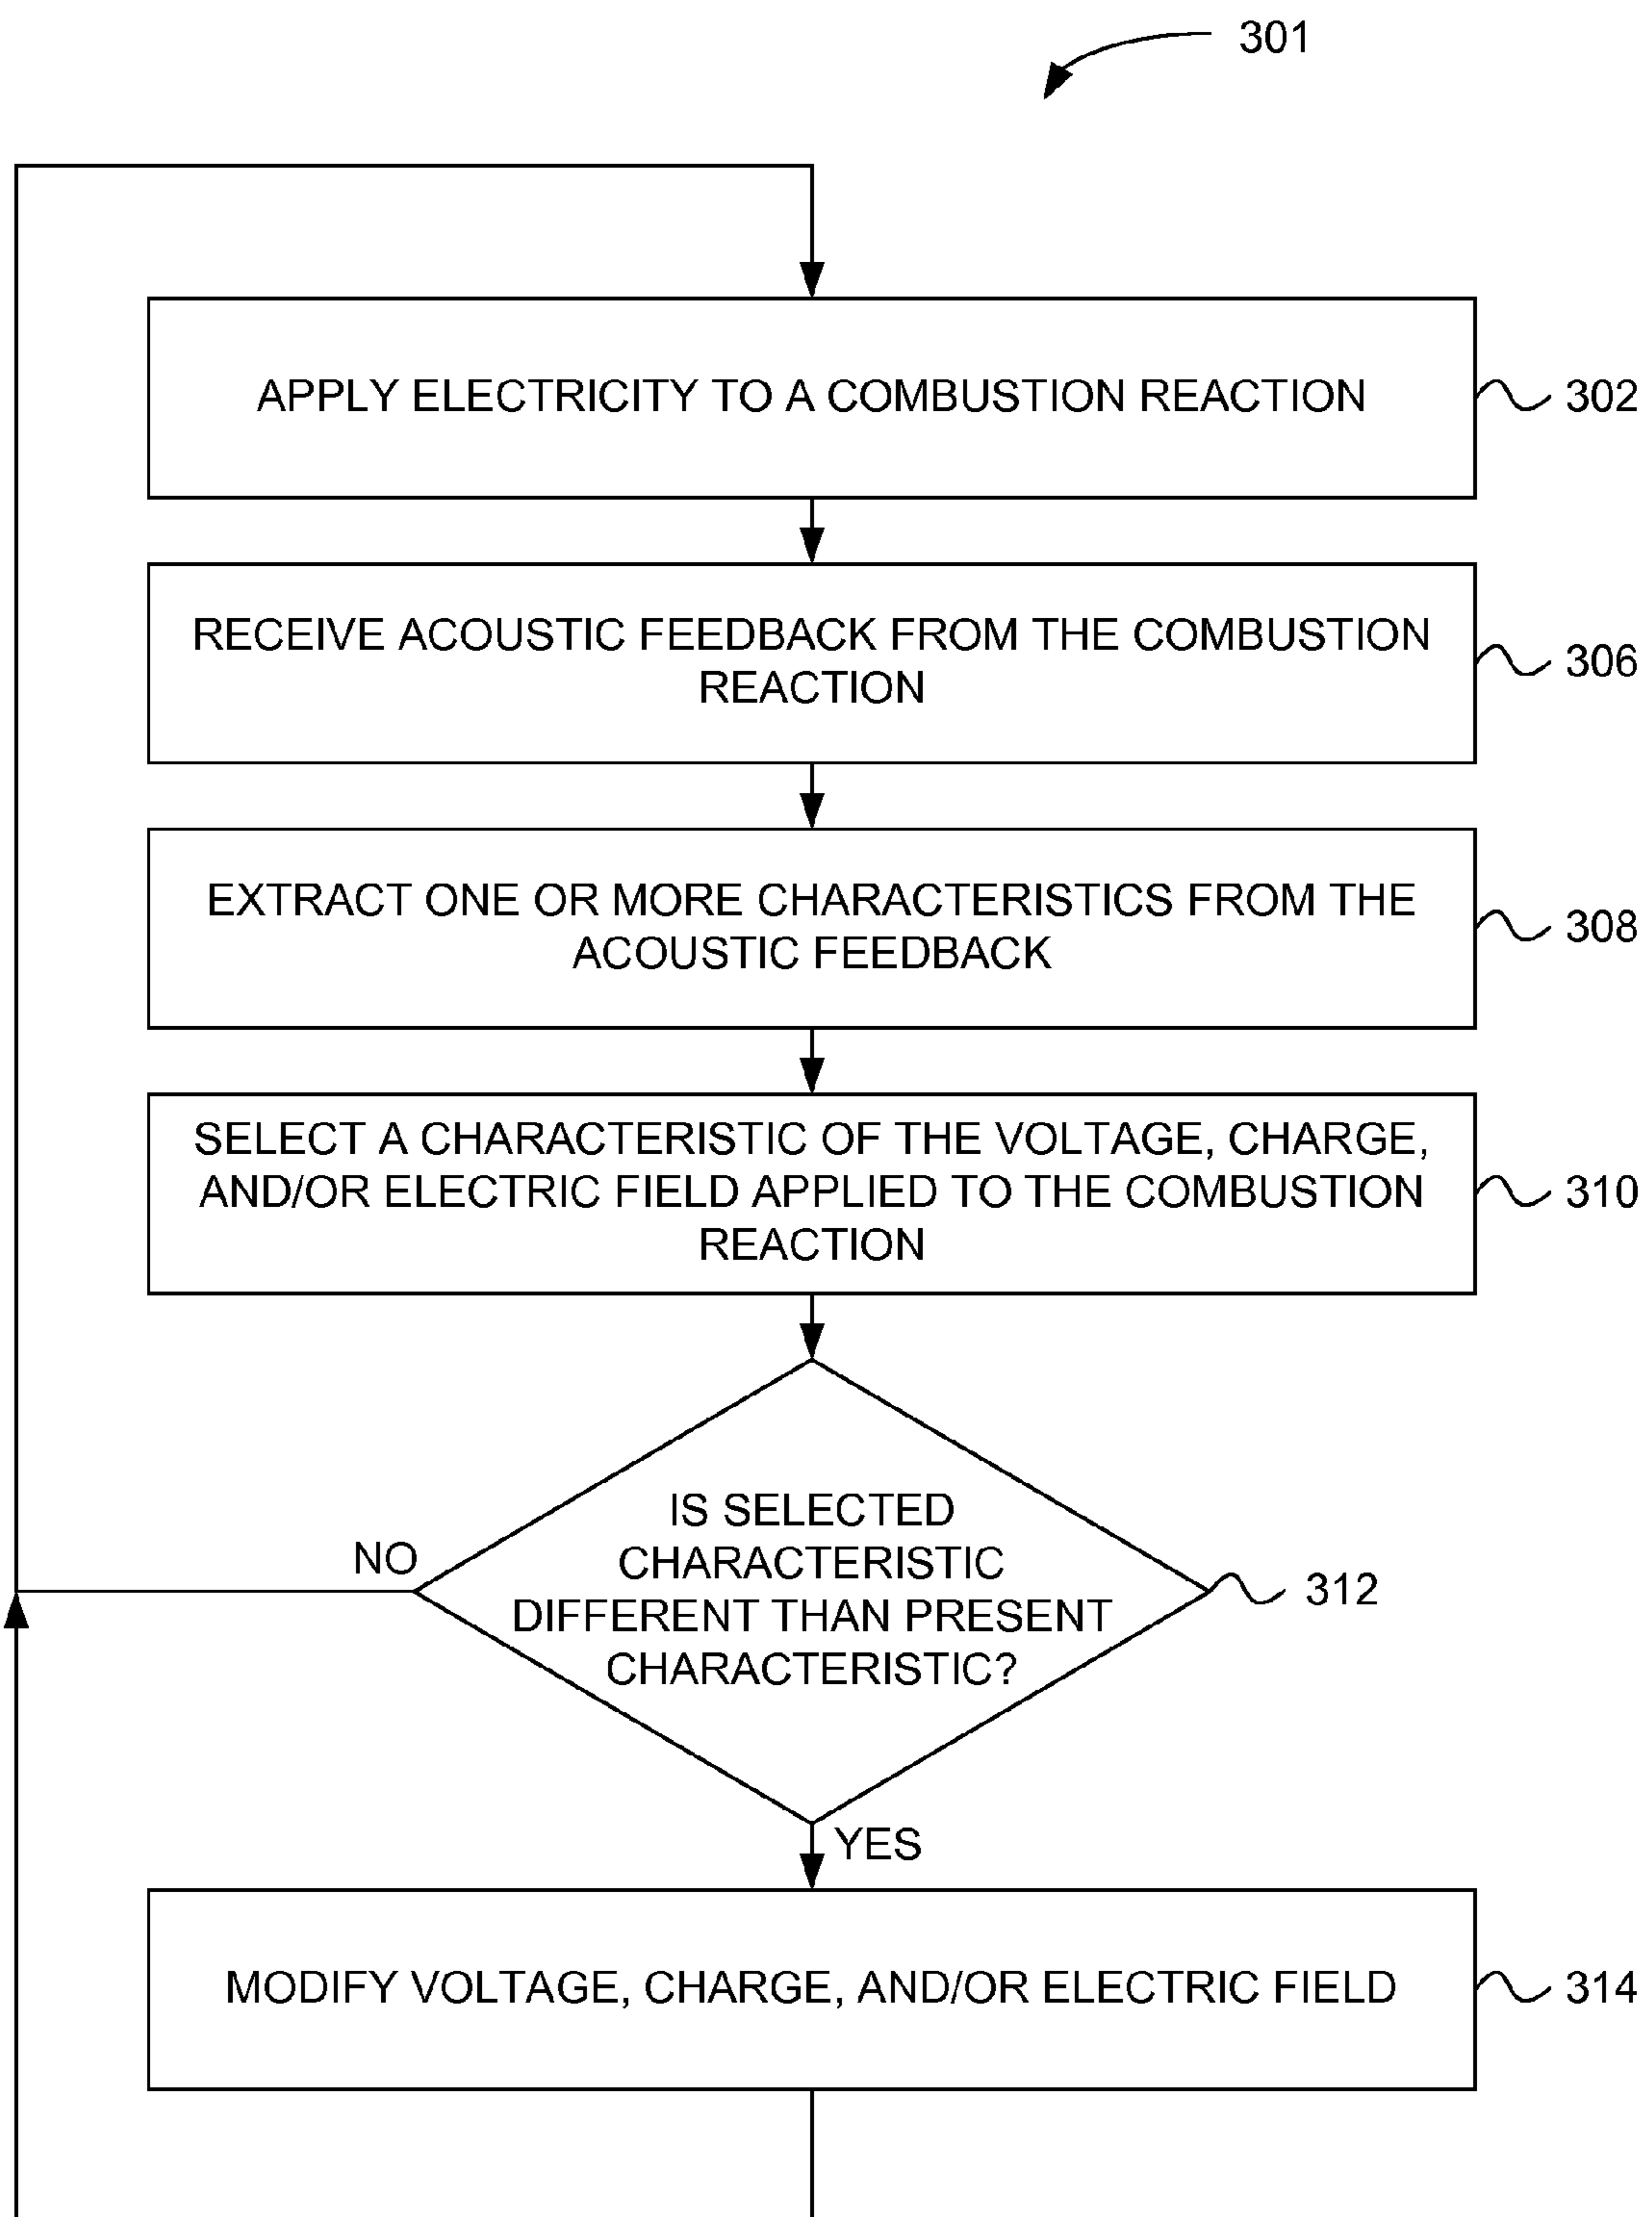 301
APPLY ELECTRICITY TO A COMBUSTION REACTION
302
RECEIVE ACOUSTIC FEEDBACK FROM THE COMBUSTION
REACTION
306
EXTRACT ONE OR MORE CHARACTERISTICS FROM THE
ACOUSTIC FEEDBACK
308
SELECT A CHARACTERISTIC OF THE VOLTAGE, CHARGE,
AND/OR ELECTRIC FIELD APPLIED TO THE COMBUSTION
REACTION
310
IS SELECTED
CHARACTERISTIC
DIFFERENT THAN PRESENT
CHARACTERISTIC?
312
NO
YES
MODIFY VOLTAGE, CHARGE, AND/OR ELECTRIC FIELD
314